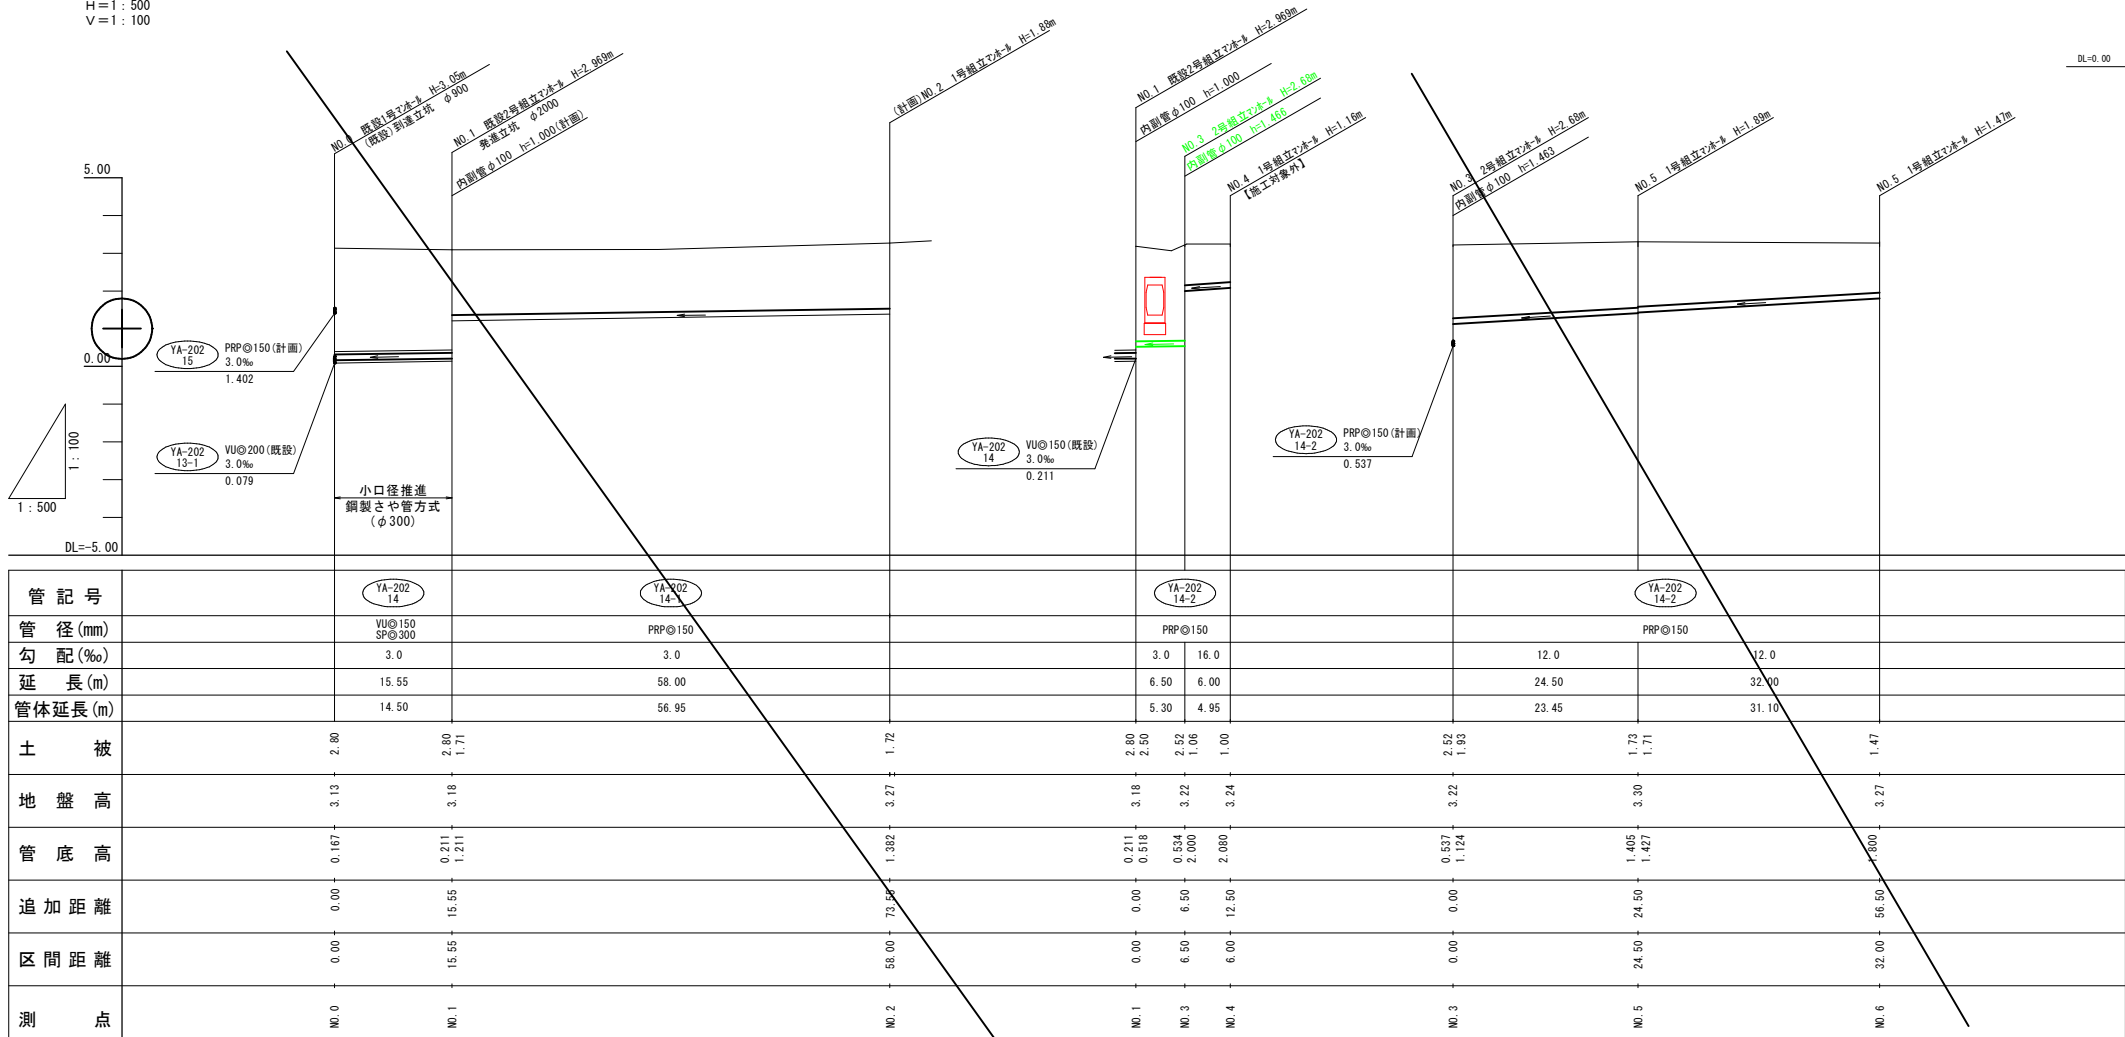 H=1:500
V=1:100
DL=0.00
NO.0 既設1号マンホール H=3.05m
(既設)到達立坑 φ900
NO.1 既設2号組立マンホール H=2.969m
発進立坑 φ2000
内副管φ100 h=1.000(計画)
(計画)NO.2 1号組立マンホール H=1.88m
NO.1 既設2号組立マンホール H=2.969m
内副管φ100 h=1.000
NO.3 2号組立マンホール H=2.68m
内副管φ100 h=1.466
NO.4 1号組立マンホール H=1.16m
【施工対象外】
NO.3 2号組立マンホール H=2.68m
内副管φ100 h=1.463
NO.5 1号組立マンホール H=1.89m
NO.5 1号組立マンホール H=1.47m
5.00
0.00
DL=-5.00
1:100
1:500
YA-202
15
PRP◎150(計画)
3.0‰
1.402
YA-202
13-1
VU◎200(既設)
3.0‰
0.079
小口径推進
鋼製さや管方式
(φ300)
YA-202
14
VU◎150(既設)
3.0‰
0.211
YA-202
14-2
PRP◎150(計画)
3.0‰
0.537
管記号 YA-202 YA-202 YA-202 YA-202
14 14-1 14-2 14-2
管 径(mm) VU◎150 PRP◎150 PRP◎150 PRP◎150
SP◎300
勾 配(‰) 3.0 3.0 3.0 16.0 12.0 12.0
延 長(m) 15.55 58.00 6.50 6.00 24.50 32.00
管体延長(m) 14.50 56.95 5.30 4.95 23.45 31.10
土 被 2.80 2.80 1.71 1.72 2.80 2.50 2.52 1.06 1.00 2.52 1.93 1.73 1.71 1.47
地 盤 高 3.13 3.18 3.27 3.18 3.22 3.24 3.22 3.30 3.27
管 底 高 0.167 0.211 1.211 1.382 0.211 0.518 0.534 2.000 2.080 0.537 1.124 1.405 1.427 1.800
追加距離 0.00 15.55 73.55 0.00 6.50 12.50 0.00 24.50 56.50
区間距離 0.00 15.55 58.00 0.00 6.50 6.00 0.00 24.50 32.00
測 点 NO.0 NO.1 NO.2 NO.1 NO.3 NO.4 NO.3 NO.5 NO.6